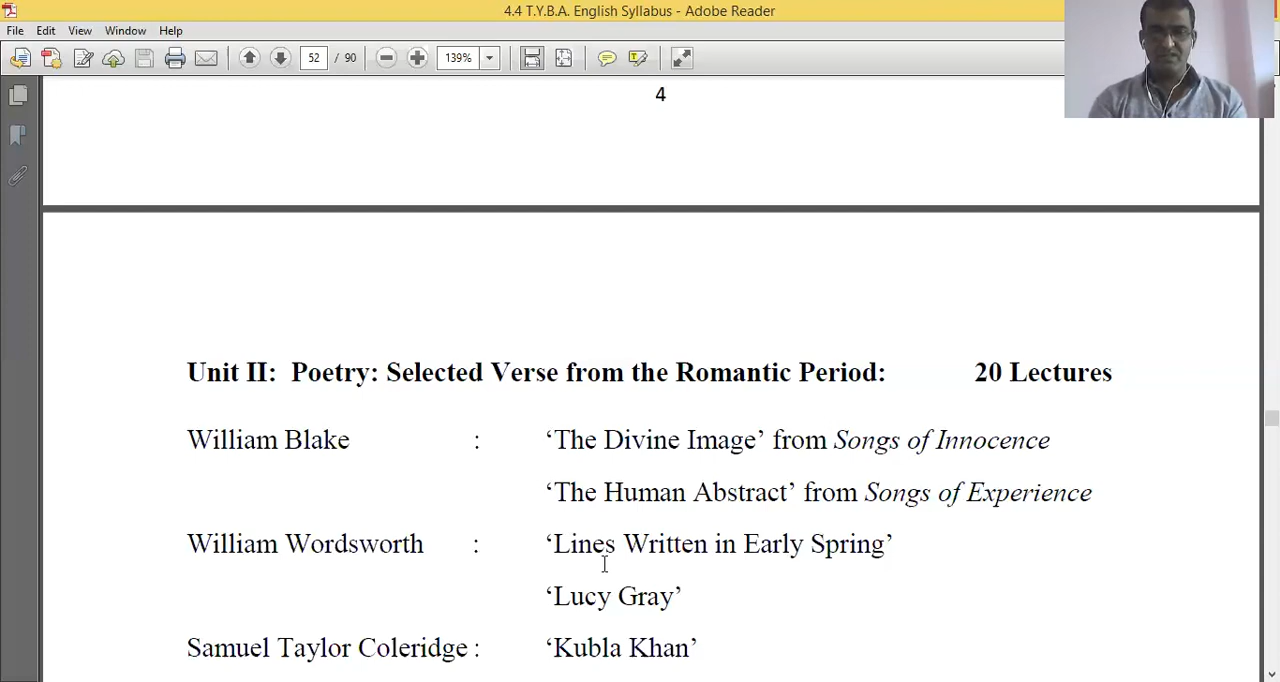 4.4 T.Y.B.A. English Syllabus - Adobe Reader
File Edit View Window Help
52 / 90 139%
4
Unit II: Poetry: Selected Verse from the Romantic Period: 20 Lectures
William Blake : ‘The Divine Image’ from Songs of Innocence
‘The Human Abstract’ from Songs of Experience
William Wordsworth : ‘Lines Written in Early Spring’
‘Lucy Gray’
Samuel Taylor Coleridge : ‘Kubla Khan’